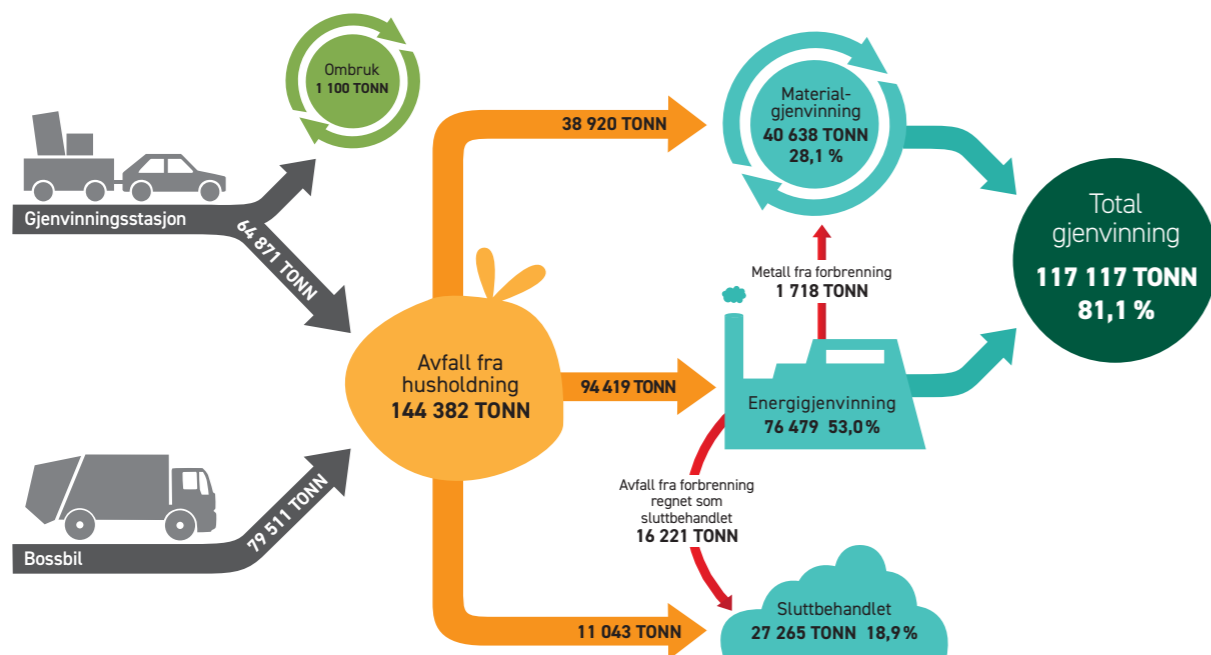 Ombruk
1 100 TONN
Gjenvinningsstasjon
64 871 TONN
38 920 TONN
Material-
gjenvinning
40 638 TONN
28,1 %
Total
gjenvinning
117 117 TONN
81,1 %
Metall fra forbrenning
1 718 TONN
Avfall fra
husholdning
144 382 TONN
94 419 TONN
Energigjenvinning
76 479 53,0 %
Bossbil
79 511 TONN
Avfall fra forbrenning
regnet som
sluttbehandlet
16 221 TONN
11 043 TONN
Sluttbehandlet
27 265 TONN 18,9 %